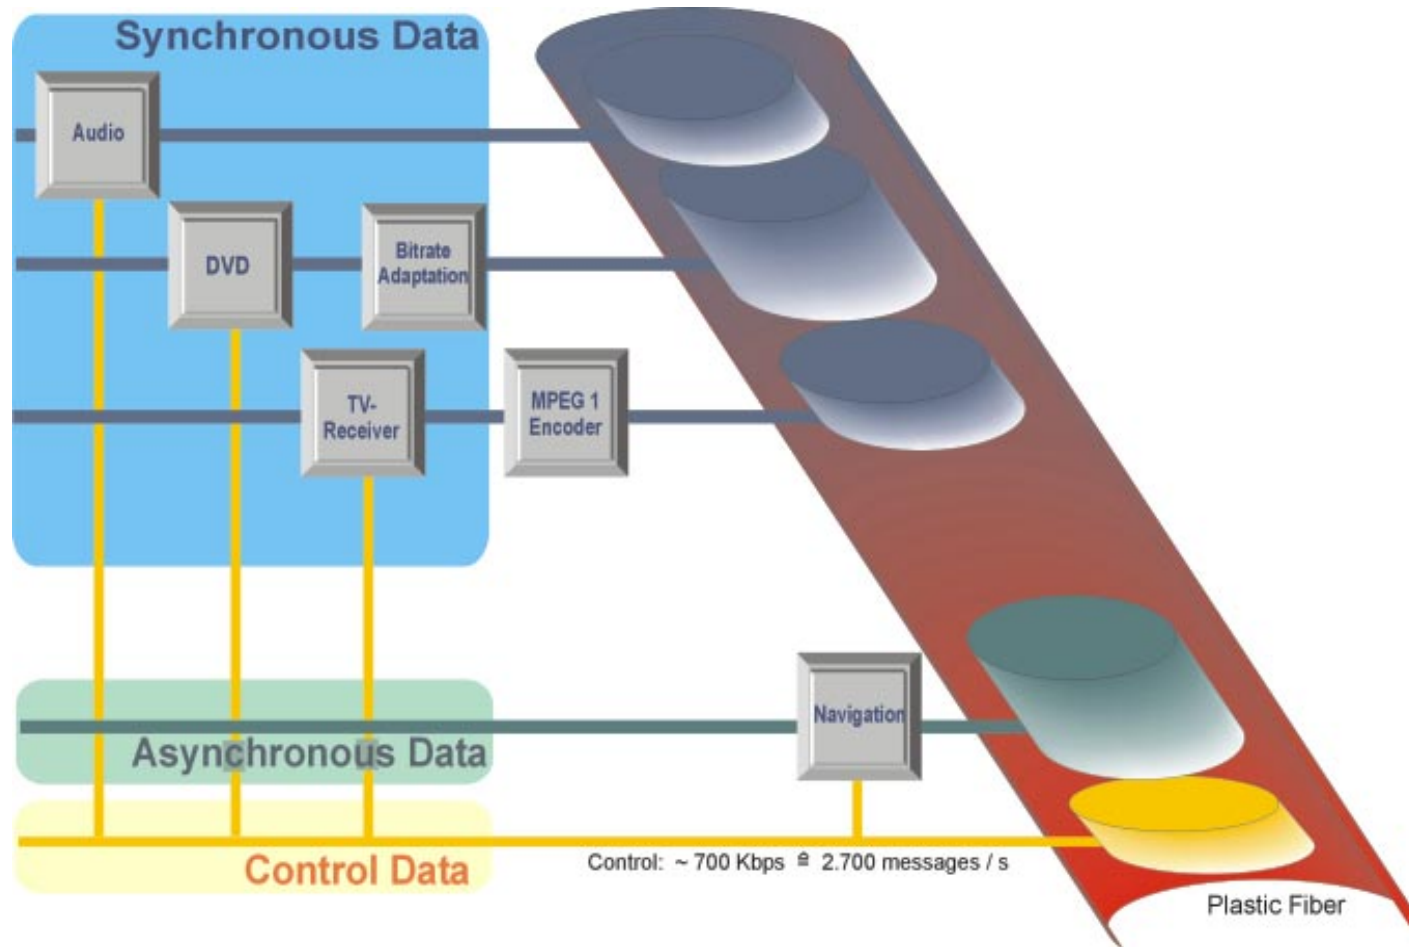 Synchronous Data
Audio
DVD
Bitrate
Adaptation
TV-
Receiver
MPEG 1
Encoder
Navigation
Asynchronous Data
Control Data
Control: ~ 700 Kbps ≙ 2.700 messages / s
Plastic Fiber